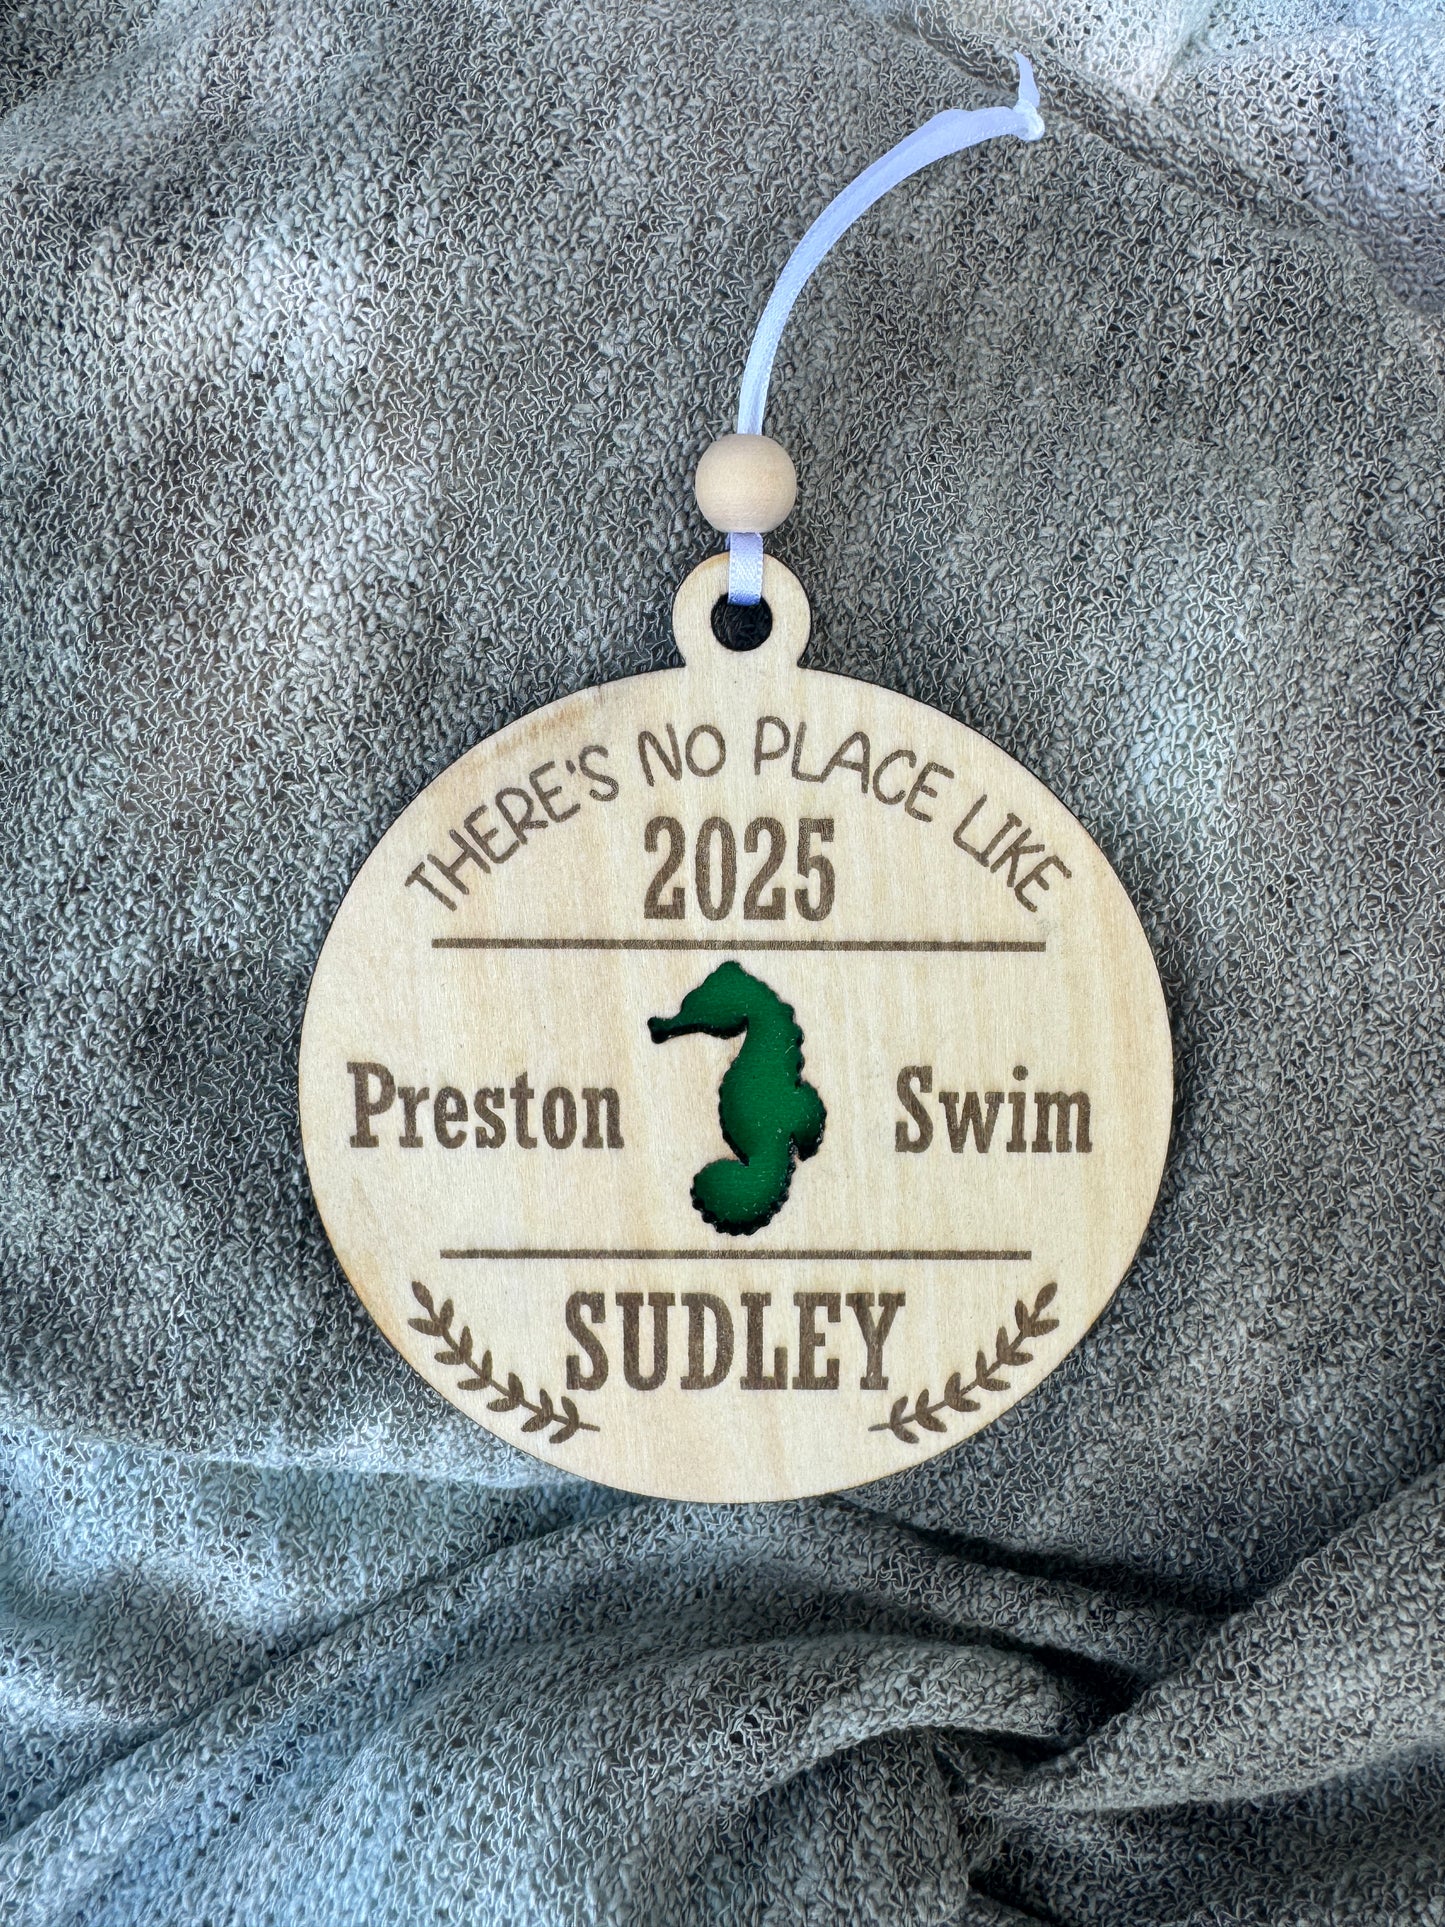 THERE'S NO PLACE LIKE
2025
Preston Swim
SUDLEY